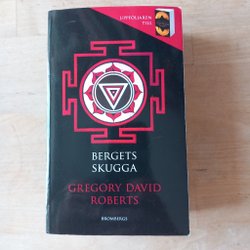 UPPFÖLJAREN
TILL
BERGETS
SKUGGA
GREGORY DAVID
ROBERTS
BROMBERGS